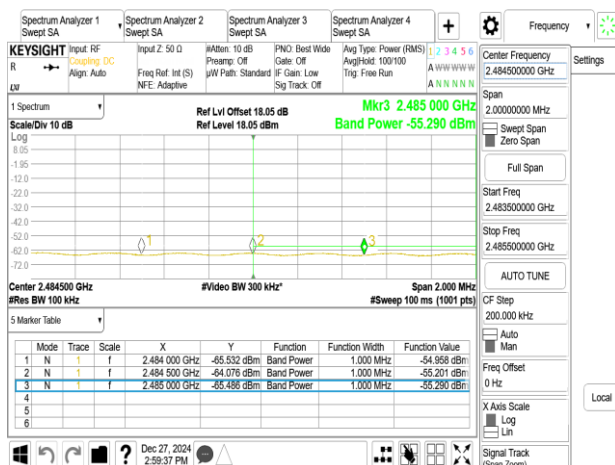 Spectrum Analyzer 1
Swept SA
Spectrum Analyzer 2
Swept SA
Spectrum Analyzer 3
Swept SA
Spectrum Analyzer 4
Swept SA
+
Frequency
KEYSIGHT
R
LXI
Input: RF
Coupling: DC
Align: Auto
Input Z: 50 Ω
Freq Ref: Int (S)
NFE: Adaptive
#Atten: 10 dB
Preamp: Off
µW Path: Standard
PNO: Best Wide
Gate: Off
IF Gain: Low
Sig Track: Off
Avg Type: Power (RMS)
Avg|Hold: 100/100
Trig: Free Run
1 2 3 4 5 6
A W W W W W
A N N N N N
1 Spectrum
Scale/Div 10 dB
Log
Ref Lvl Offset 18.05 dB
Ref Level 18.05 dBm
Mkr3 2.485 000 GHz
Band Power -55.290 dBm
8.05
-1.95
-12.0
-22.0
-32.0
-42.0
-52.0
-62.0
-72.0
1
2
3
Center 2.484500 GHz
#Res BW 100 kHz
#Video BW 300 kHz*
Span 2.000 MHz
#Sweep 100 ms (1001 pts)
5 Marker Table
Mode Trace Scale X Y Function Function Width Function Value
1 N 1 f 2.484 000 GHz -65.532 dBm Band Power 1.000 MHz -54.958 dBm
2 N 1 f 2.484 500 GHz -64.076 dBm Band Power 1.000 MHz -55.201 dBm
3 N 1 f 2.485 000 GHz -65.486 dBm Band Power 1.000 MHz -55.290 dBm
4
5
6
?
Dec 27, 2024
2:59:37 PM
Center Frequency
2.484500000 GHz
Span
2.00000000 MHz
Swept Span
Zero Span
Full Span
Start Freq
2.483500000 GHz
Stop Freq
2.485500000 GHz
AUTO TUNE
CF Step
200.000 kHz
Auto
Man
Freq Offset
0 Hz
X Axis Scale
Log
Lin
Signal Track
(Span Zoom)
Settings
Local